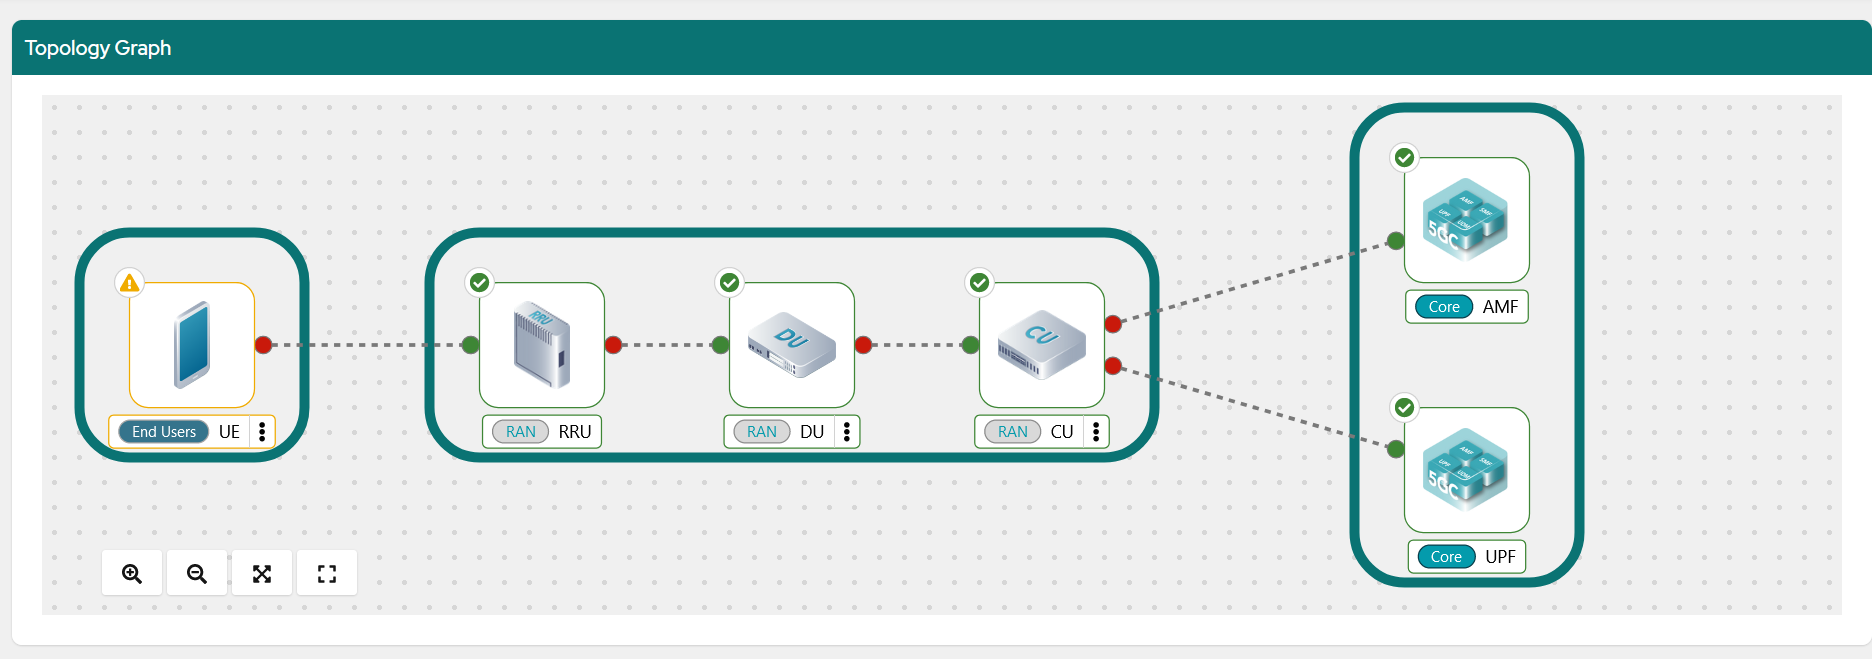 Topology Graph
RRU
DU
CU
AMF
UPF
SMF
UDM
5GC
Core AMF
End Users UE
RAN RRU
RAN DU
RAN CU
AMF
UPF
SMF
UDM
5GC
Core UPF